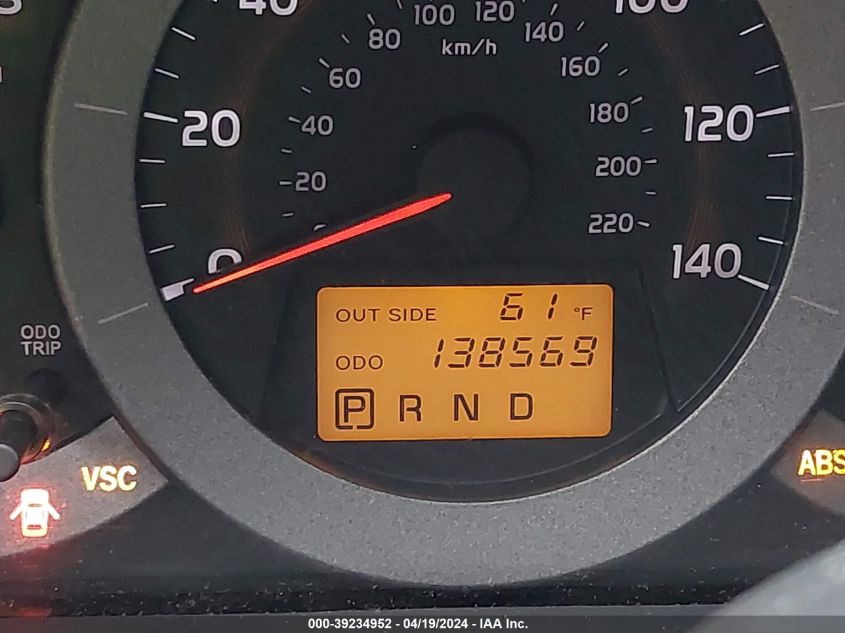 40
100
100 120
80 140
km/h
60 160
20
40
180
120
20
200
0
220
140
OUT SIDE 61 °F
ODO 138569
P R N D
ODO
TRIP
VSC
ABS
000-39234952 - 04/19/2024 - IAA Inc.